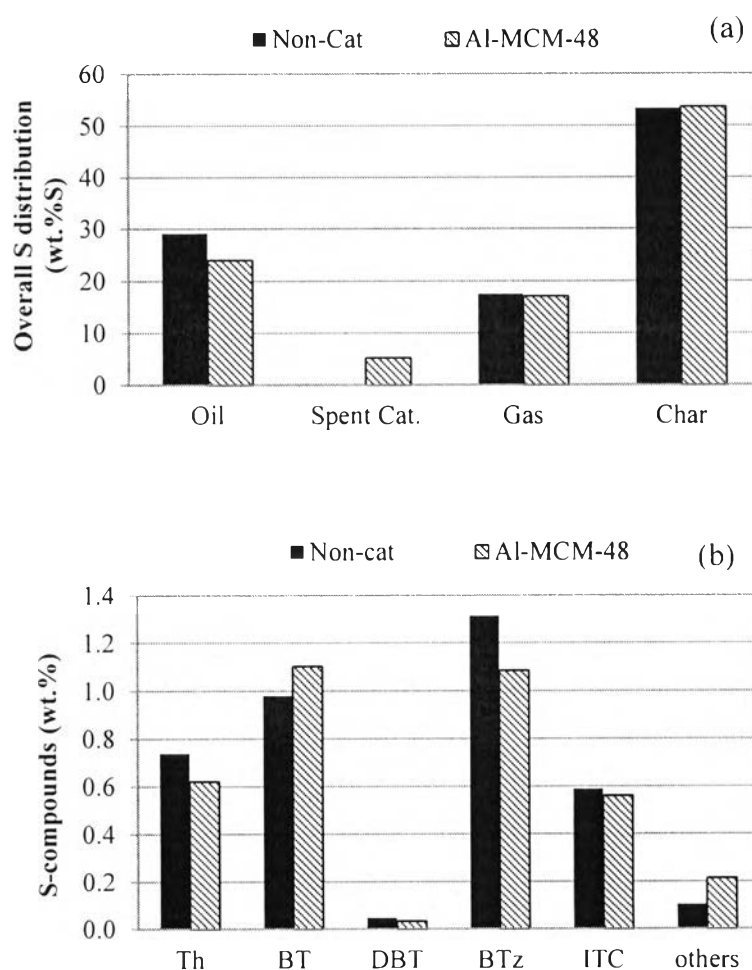 Non-Cat Al-MCM-48 (a)
Overall S distribution
(wt.%S)
60
50
40
30
20
10
0
Oil Spent Cat. Gas Char
Non-cat Al-MCM-48 (b)
S-compounds (wt.%)
1.4
1.2
1.0
0.8
0.6
0.4
0.2
0.0
Th BT DBT BTz ITC others